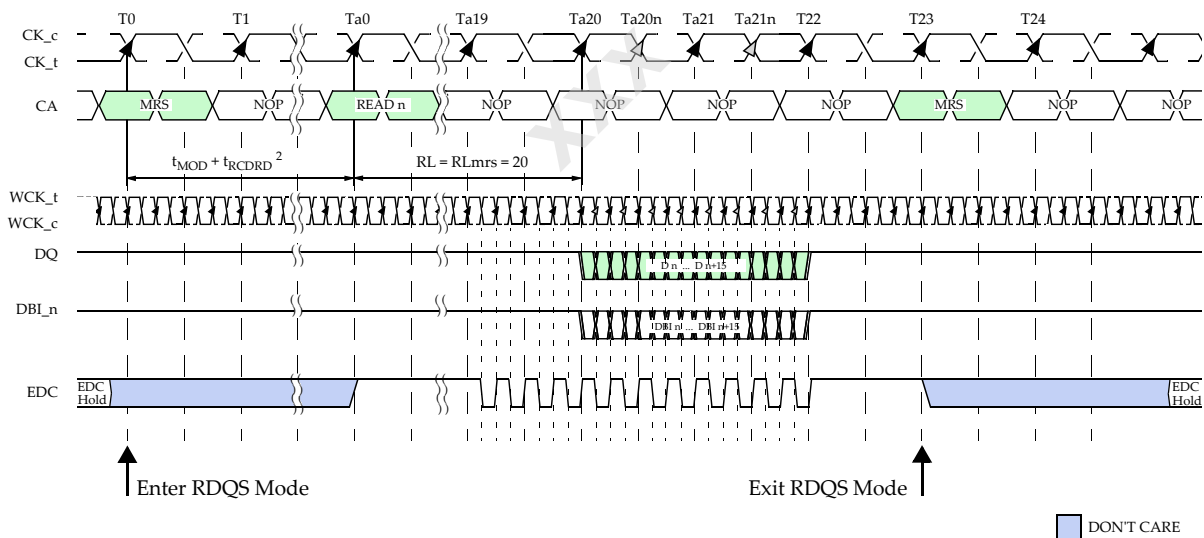 T0 T1 Ta0 Ta19 Ta20 Ta20n Ta21 Ta21n T22 T23 T24
CK_c
CK_t
CA MRS NOP READ n NOP NOP NOP NOP MRS NOP NOP
tMOD + tRCDRD 2 RL = RLmrs = 20
WCK_t
WCK_c
DQ D n ... D n+15
DBI_n DBI n ... DBI n+15
EDC EDC Hold EDC Hold
Enter RDQS Mode Exit RDQS Mode
DON'T CARE
xxx